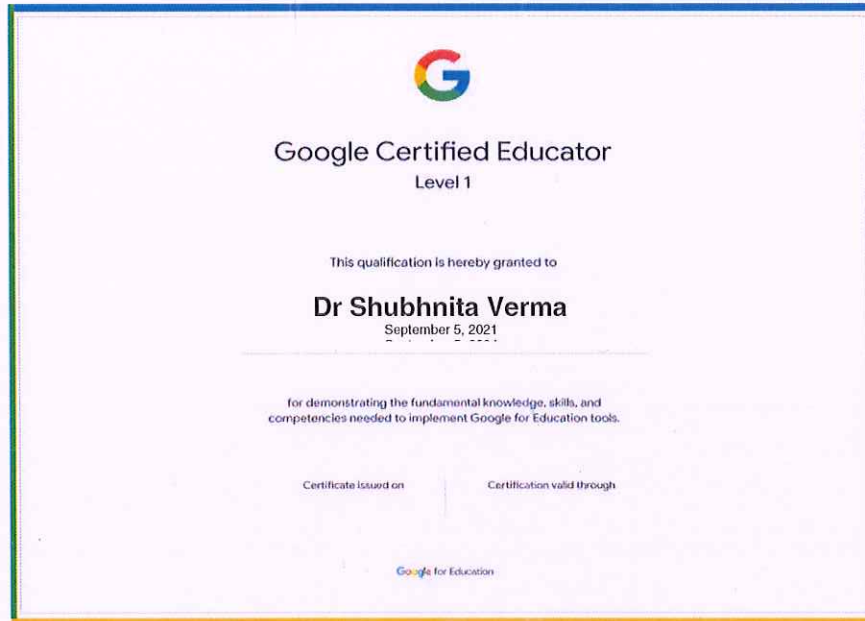 Google Certified Educator
Level 1
This qualification is hereby granted to
Dr Shubhnita Verma
September 5, 2021
for demonstrating the fundamental knowledge, skills, and
competencies needed to implement Google for Education tools.
Certificate issued on
Certification valid through
Google for Education